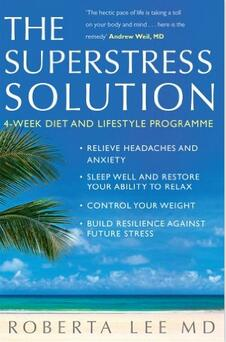 THE
'The hectic pace of life is taking a toll
on your body and mind . . . here is
the remedy' Andrew Weil, MD
SUPERSTRESS
SOLUTION
4-WEEK DIET AND LIFESTYLE PROGRAMME
• RELIEVE HEADACHES AND
ANXIETY
• SLEEP WELL AND RESTORE
YOUR ABILITY TO RELAX
• CONTROL YOUR WEIGHT
• BUILD RESILIENCE AGAINST
FUTURE STRESS
ROBERTA LEE MD